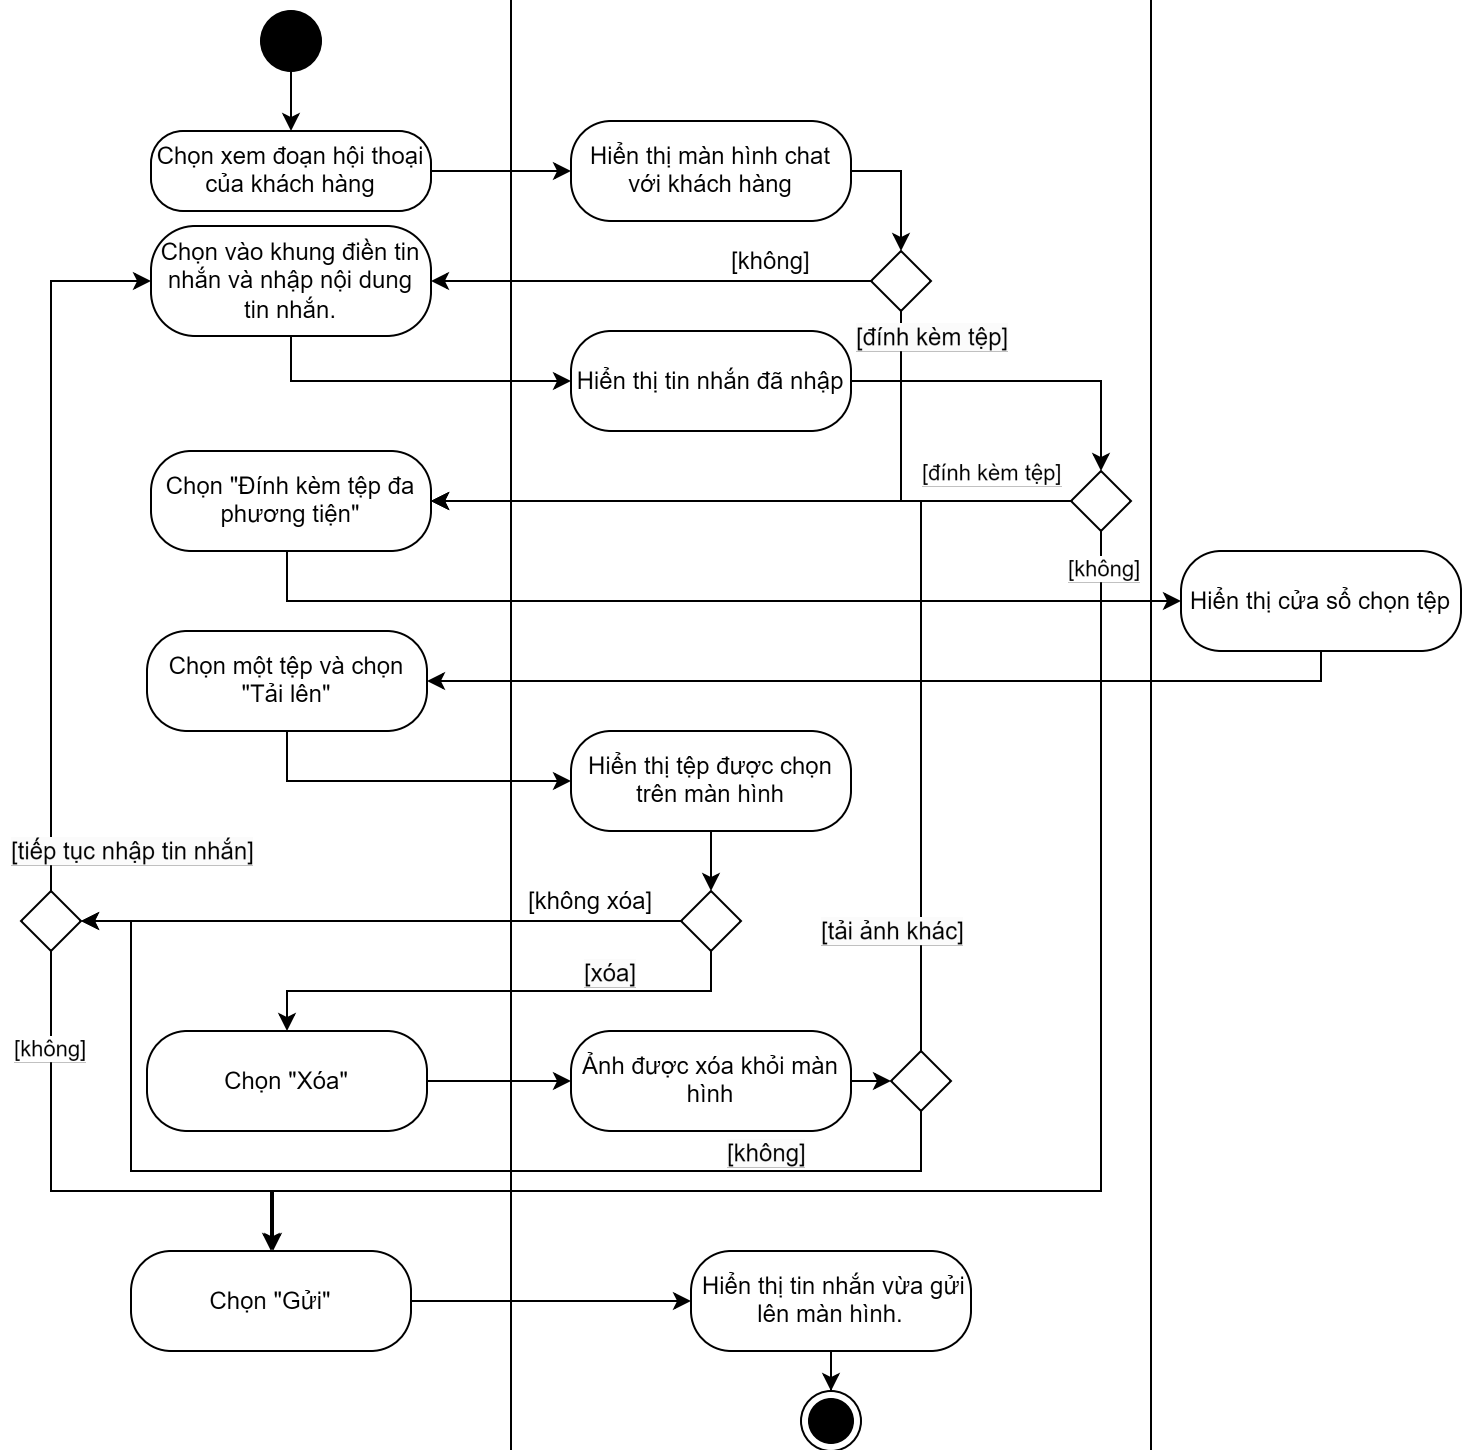 Chọn xem đoạn hội thoại
của khách hàng
Hiển thị màn hình chat
với khách hàng
Chọn vào khung điền tin
nhắn và nhập nội dung
tin nhắn.
[không]
[đính kèm tệp]
Hiển thị tin nhắn đã nhập
[đính kèm tệp]
Chọn "Đính kèm tệp đa
phương tiện"
[không]
Hiển thị cửa sổ chọn tệp
Chọn một tệp và chọn
"Tải lên"
Hiển thị tệp được chọn
trên màn hình
[tiếp tục nhập tin nhắn]
[không xóa]
[tải ảnh khác]
[xóa]
[không]
Chọn "Xóa"
Ảnh được xóa khỏi màn
hình
[không]
Chọn "Gửi"
Hiển thị tin nhắn vừa gửi
lên màn hình.